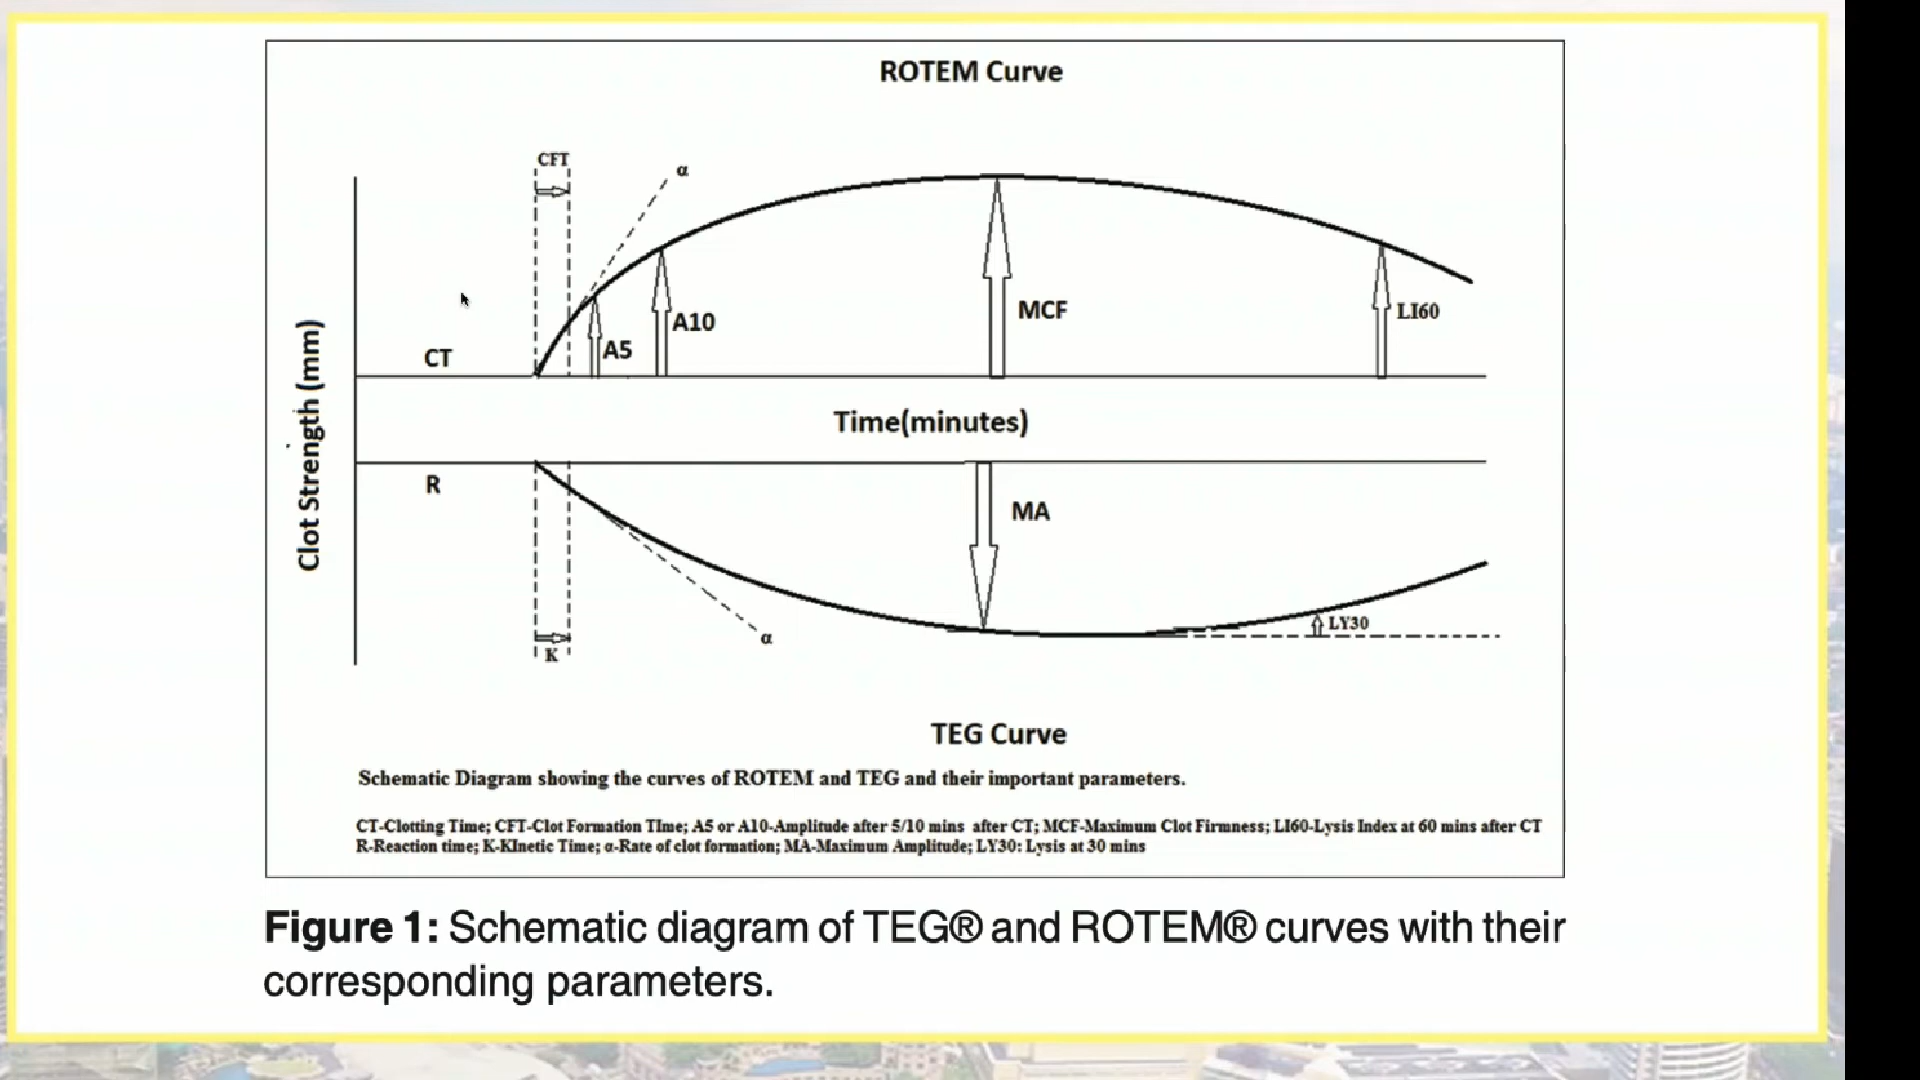 ROTEM Curve
CFT
α
A10
MCF
LI60
A5
CT
Clot Strength (mm)
Time(minutes)
R
MA
LY30
α
K
TEG Curve
Schematic Diagram showing the curves of ROTEM and TEG and their important parameters.
CT-Clotting Time; CFT-Clot Formation TIme; A5 or A10-Amplitude after 5/10 mins after CT; MCF-Maximum Clot Firmness; LI60-Lysis Index at 60 mins after CT
R-Reaction time; K-KInetic Time; α-Rate of clot formation; MA-Maximum Amplitude; LY30: Lysis at 30 mins
Figure 1: Schematic diagram of TEG® and ROTEM® curves with their
corresponding parameters.